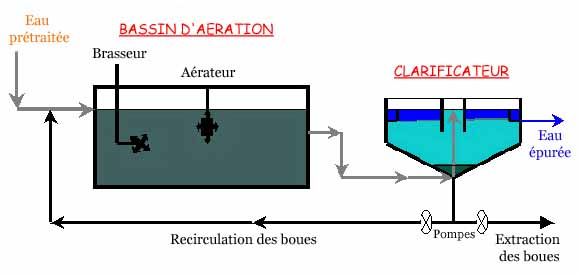 Eau
prétraitée
BASSIN D'AERATION
Brasseur
Aérateur
CLARIFICATEUR
Eau
épurée
Recirculation des boues
Pompes
Extraction
des boues